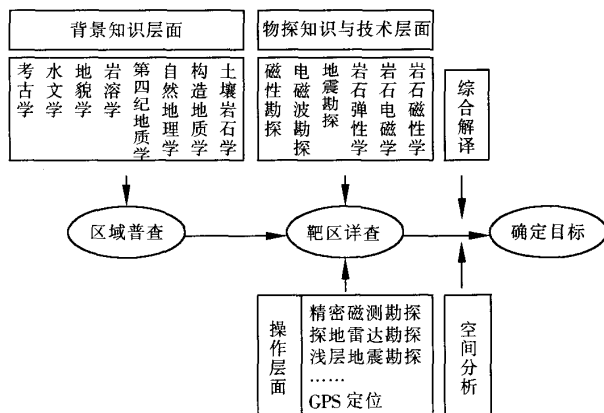 背景知识层面
物探知识与技术层面
考古学
水文学
地貌学
岩溶学
第四纪地质学
自然地理学
构造地质学
土壤岩石学
磁性勘探
电磁波勘探
地震勘探
岩石弹性学
岩石电磁学
岩石磁性学
综合解译
区域普查
靶区详查
确定目标
操作层面
精密磁测勘探
探地雷达勘探
浅层地震勘探
……
GPS 定位
空间分析